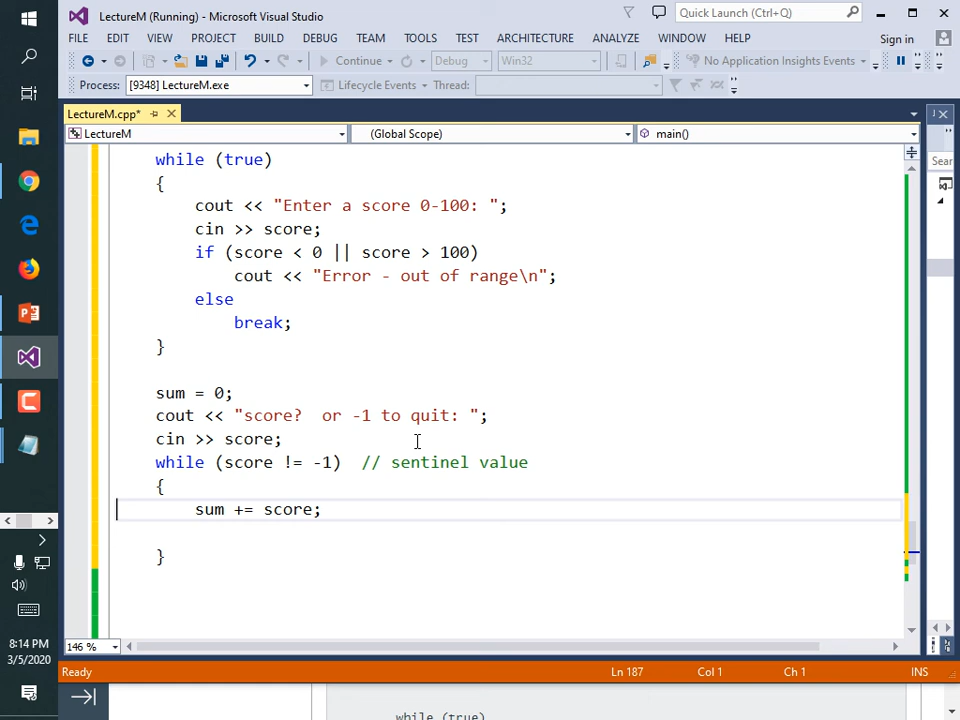 LectureM (Running) - Microsoft Visual Studio
Quick Launch (Ctrl+Q)
FILE EDIT VIEW PROJECT BUILD DEBUG TEAM TOOLS TEST ARCHITECTURE ANALYZE WINDOW HELP Sign in
Continue Debug Win32 No Application Insights Events
Process: [9348] LectureM.exe Lifecycle Events Thread:
LectureM.cpp*
LectureM (Global Scope) main()
Sear
while (true)
{
cout << "Enter a score 0-100: ";
cin >> score;
if (score < 0 || score > 100)
cout << "Error - out of range\n";
else
break;
}
sum = 0;
cout << "score?  or -1 to quit: ";
cin >> score;
while (score != -1)  // sentinel value
{
sum += score;
}
146 %
Ready Ln 187 Col 1 Ch 1 INS
8:14 PM
3/5/2020
while (true)